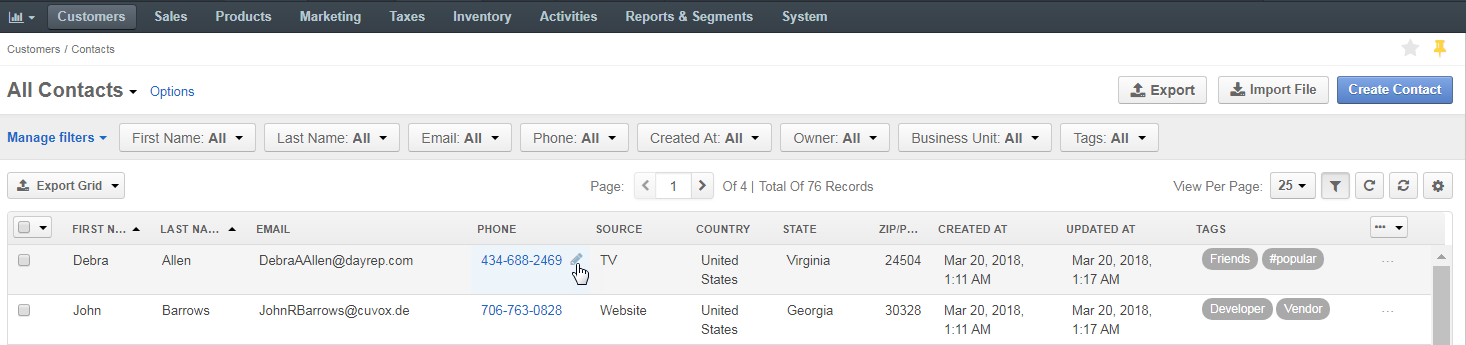 Customers Sales Products Marketing Taxes Inventory Activities Reports & Segments System
Customers / Contacts
All Contacts Options Export Import File Create Contact
Manage filters First Name: All Last Name: All Email: All Phone: All Created At: All Owner: All Business Unit: All Tags: All
Export Grid Page: 1 Of 4 | Total Of 76 Records View Per Page: 25
FIRST N... LAST NA... EMAIL PHONE SOURCE COUNTRY STATE ZIP/P... CREATED AT UPDATED AT TAGS ...
Debra Allen DebraAAllen@dayrep.com 434-688-2469 TV United Virginia 24504 Mar 20, 2018, Mar 20, 2018, Friends #popular ...
States 1:11 AM 1:17 AM
John Barrows JohnRBarrows@cuvox.de 706-763-0828 Website United Georgia 30328 Mar 20, 2018, Mar 20, 2018, Developer Vendor ...
States 1:11 AM 1:17 AM